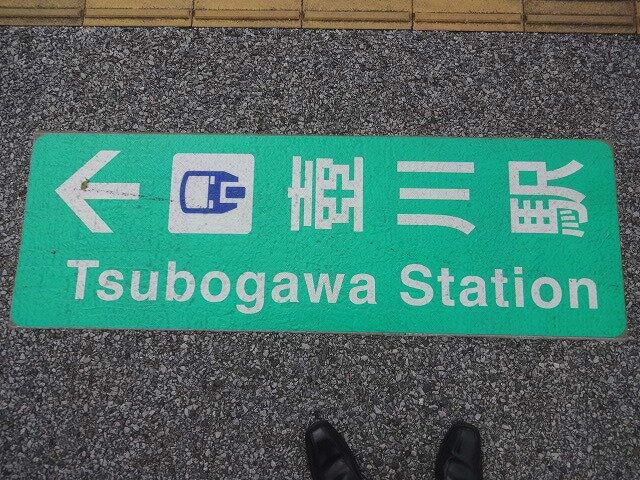 壺川駅
Tsubogawa Station